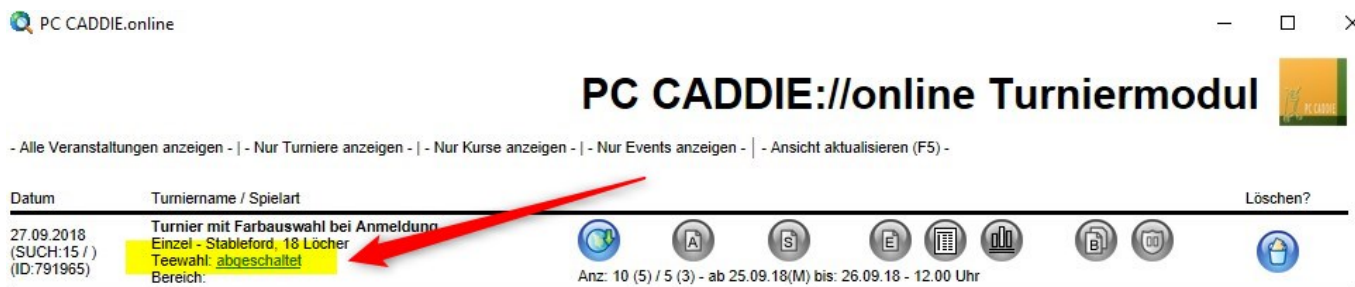 PC CADDIE.online
PC CADDIE://online Turniermodul
PC CADDIE
- Alle Veranstaltungen anzeigen - | - Nur Turniere anzeigen - | - Nur Kurse anzeigen - | - Nur Events anzeigen - | - Ansicht aktualisieren (F5) -
Datum Turniername / Spielart Löschen?
27.09.2018
(SUCH:15 / )
(ID:791965)
Turnier mit Farbauswahl bei Anmeldung
Einzel - Stableford, 18 Löcher
Teewahl: abgeschaltet
Bereich:
A S E B
Anz: 10 (5) / 5 (3) - ab 25.09.18(M) bis: 26.09.18 - 12.00 Uhr